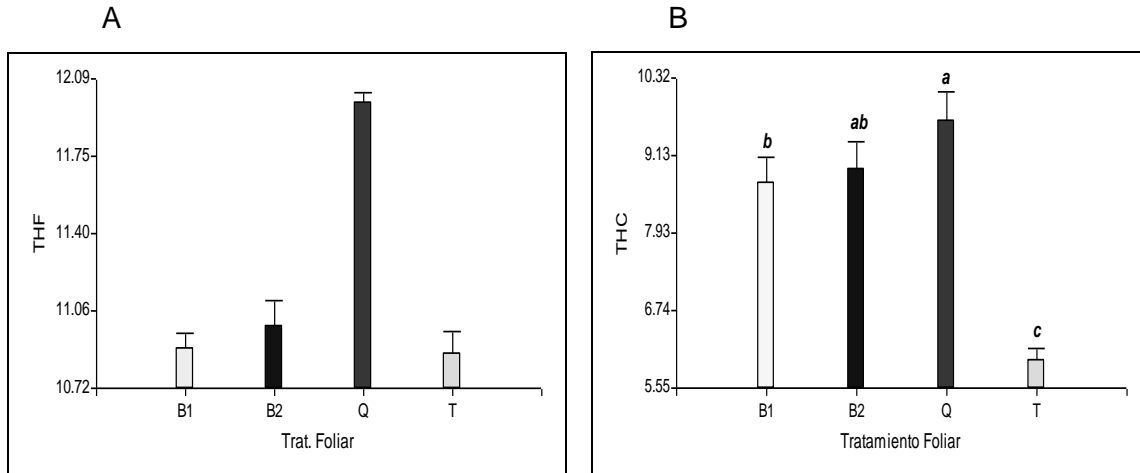 A
12.09
11.75
11.40
11.06
10.72
THF
B1 B2 Q T
Trat. Foliar
B
10.32
9.13
7.93
6.74
5.55
THC
b
ab
a
c
B1 B2 Q T
Tratamiento Foliar